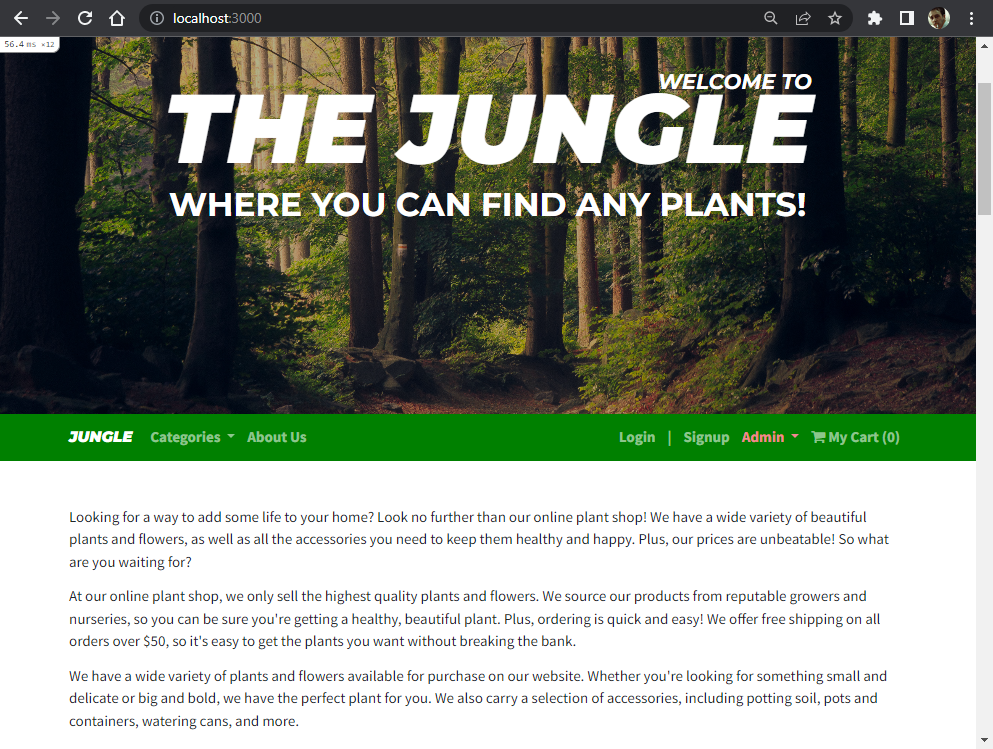 localhost:3000
56.4 ms ×12
WELCOME TO
THE JUNGLE
WHERE YOU CAN FIND ANY PLANTS!
JUNGLE Categories About Us Login | Signup Admin My Cart (0)
Looking for a way to add some life to your home? Look no further than our online plant shop! We have a wide variety of beautiful
plants and flowers, as well as all the accessories you need to keep them healthy and happy. Plus, our prices are unbeatable! So what
are you waiting for?
At our online plant shop, we only sell the highest quality plants and flowers. We source our products from reputable growers and
nurseries, so you can be sure you're getting a healthy, beautiful plant. Plus, ordering is quick and easy! We offer free shipping on all
orders over $50, so it's easy to get the plants you want without breaking the bank.
We have a wide variety of plants and flowers available for purchase on our website. Whether you're looking for something small and
delicate or big and bold, we have the perfect plant for you. We also carry a selection of accessories, including potting soil, pots and
containers, watering cans, and more.